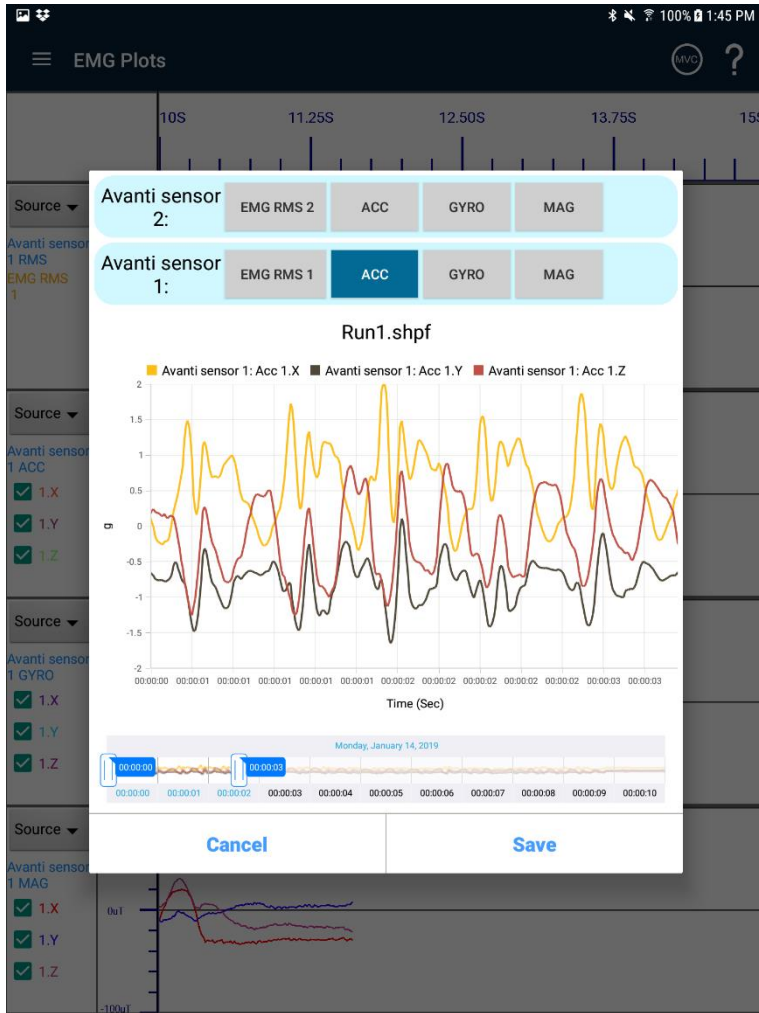 100% 1:45 PM
EMG Plots
MVC ?
10S 11.25S 12.50S 13.75S 15S
Source
Avanti sensor
1 RMS
EMG RMS
1
Avanti sensor
2:
EMG RMS 2 ACC GYRO MAG
Avanti sensor
1:
EMG RMS 1 ACC GYRO MAG
Run1.shpf
Avanti sensor 1: Acc 1.X Avanti sensor 1: Acc 1.Y Avanti sensor 1: Acc 1.Z
Source
Avanti sensor
1 ACC
1.X
1.Y
1.Z
2
1.5
1
0.5
0
-0.5
-1
-1.5
-2
g
00:00:00 00:00:01 00:00:01 00:00:01 00:00:01 00:00:01 00:00:02 00:00:02 00:00:02 00:00:02 00:00:02 00:00:03 00:00:03
Time (Sec)
Source
Avanti sensor
1 GYRO
1.X
1.Y
1.Z
Monday, January 14, 2019
00:00:00 00:00:03
00:00:00 00:00:01 00:00:02 00:00:03 00:00:04 00:00:05 00:00:06 00:00:07 00:00:08 00:00:09 00:00:10
Cancel Save
Source
Avanti sensor
1 MAG
1.X
1.Y
1.Z
0uT
-100uT